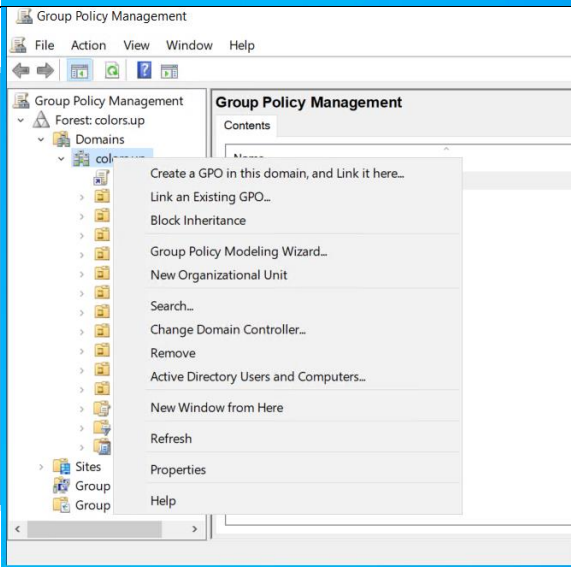 Group Policy Management
File Action View Window Help
Group Policy Management
Forest: colors.up
Domains
Sites
Group
Group
Group Policy Management
Contents
Create a GPO in this domain, and Link it here...
Link an Existing GPO...
Block Inheritance
Group Policy Modeling Wizard...
New Organizational Unit
Search...
Change Domain Controller...
Remove
Active Directory Users and Computers...
New Window from Here
Refresh
Properties
Help